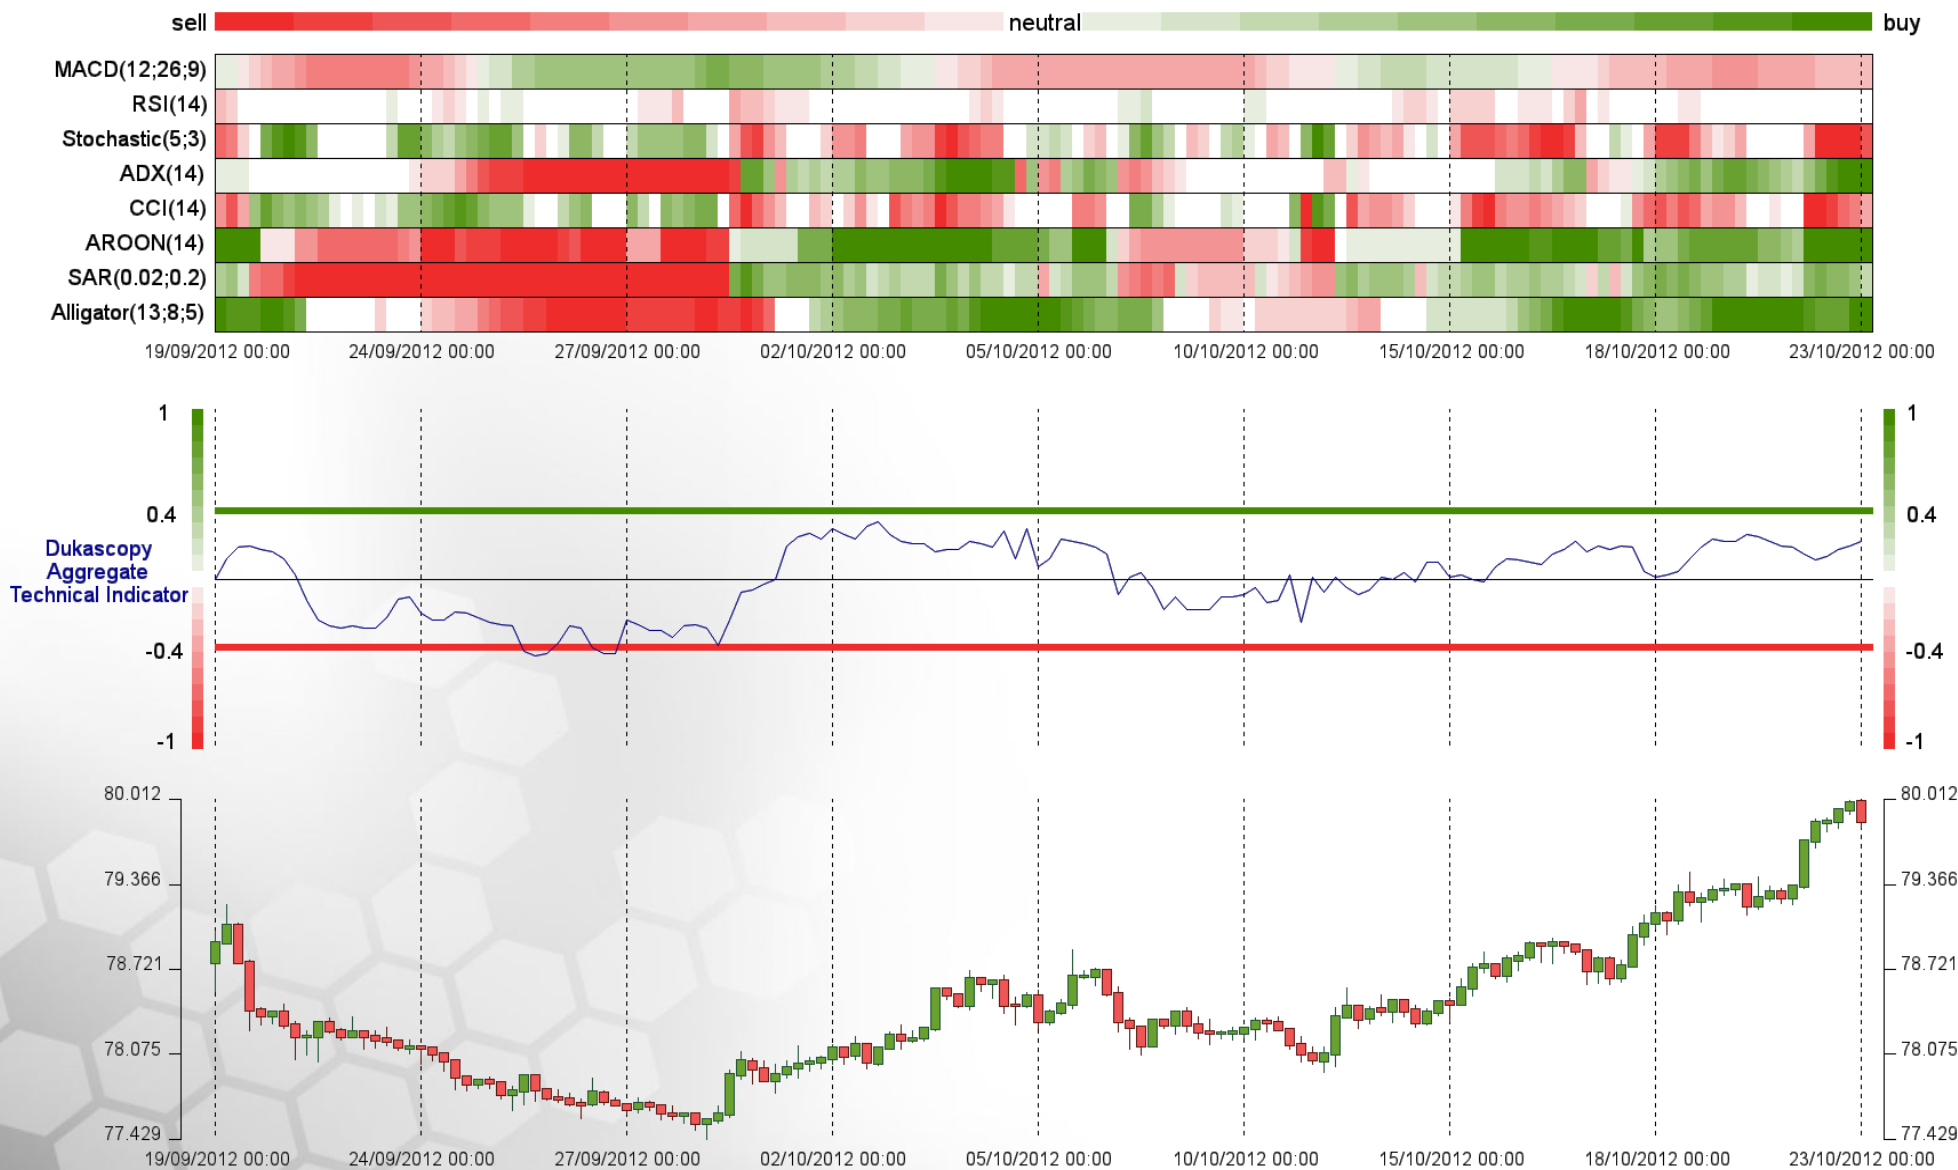 sell neutral buy
MACD(12;26;9)
RSI(14)
Stochastic(5;3)
ADX(14)
CCI(14)
AROON(14)
SAR(0.02;0.2)
Alligator(13;8;5)
19/09/2012 00:00 24/09/2012 00:00 27/09/2012 00:00 02/10/2012 00:00 05/10/2012 00:00 10/10/2012 00:00 15/10/2012 00:00 18/10/2012 00:00 23/10/2012 00:00
1 1
0.4 0.4
Dukascopy
Aggregate
Technical Indicator
-0.4 -0.4
-1 -1
80.012 80.012
79.366 79.366
78.721 78.721
78.075 78.075
77.429 77.429
19/09/2012 00:00 24/09/2012 00:00 27/09/2012 00:00 02/10/2012 00:00 05/10/2012 00:00 10/10/2012 00:00 15/10/2012 00:00 18/10/2012 00:00 23/10/2012 00:00